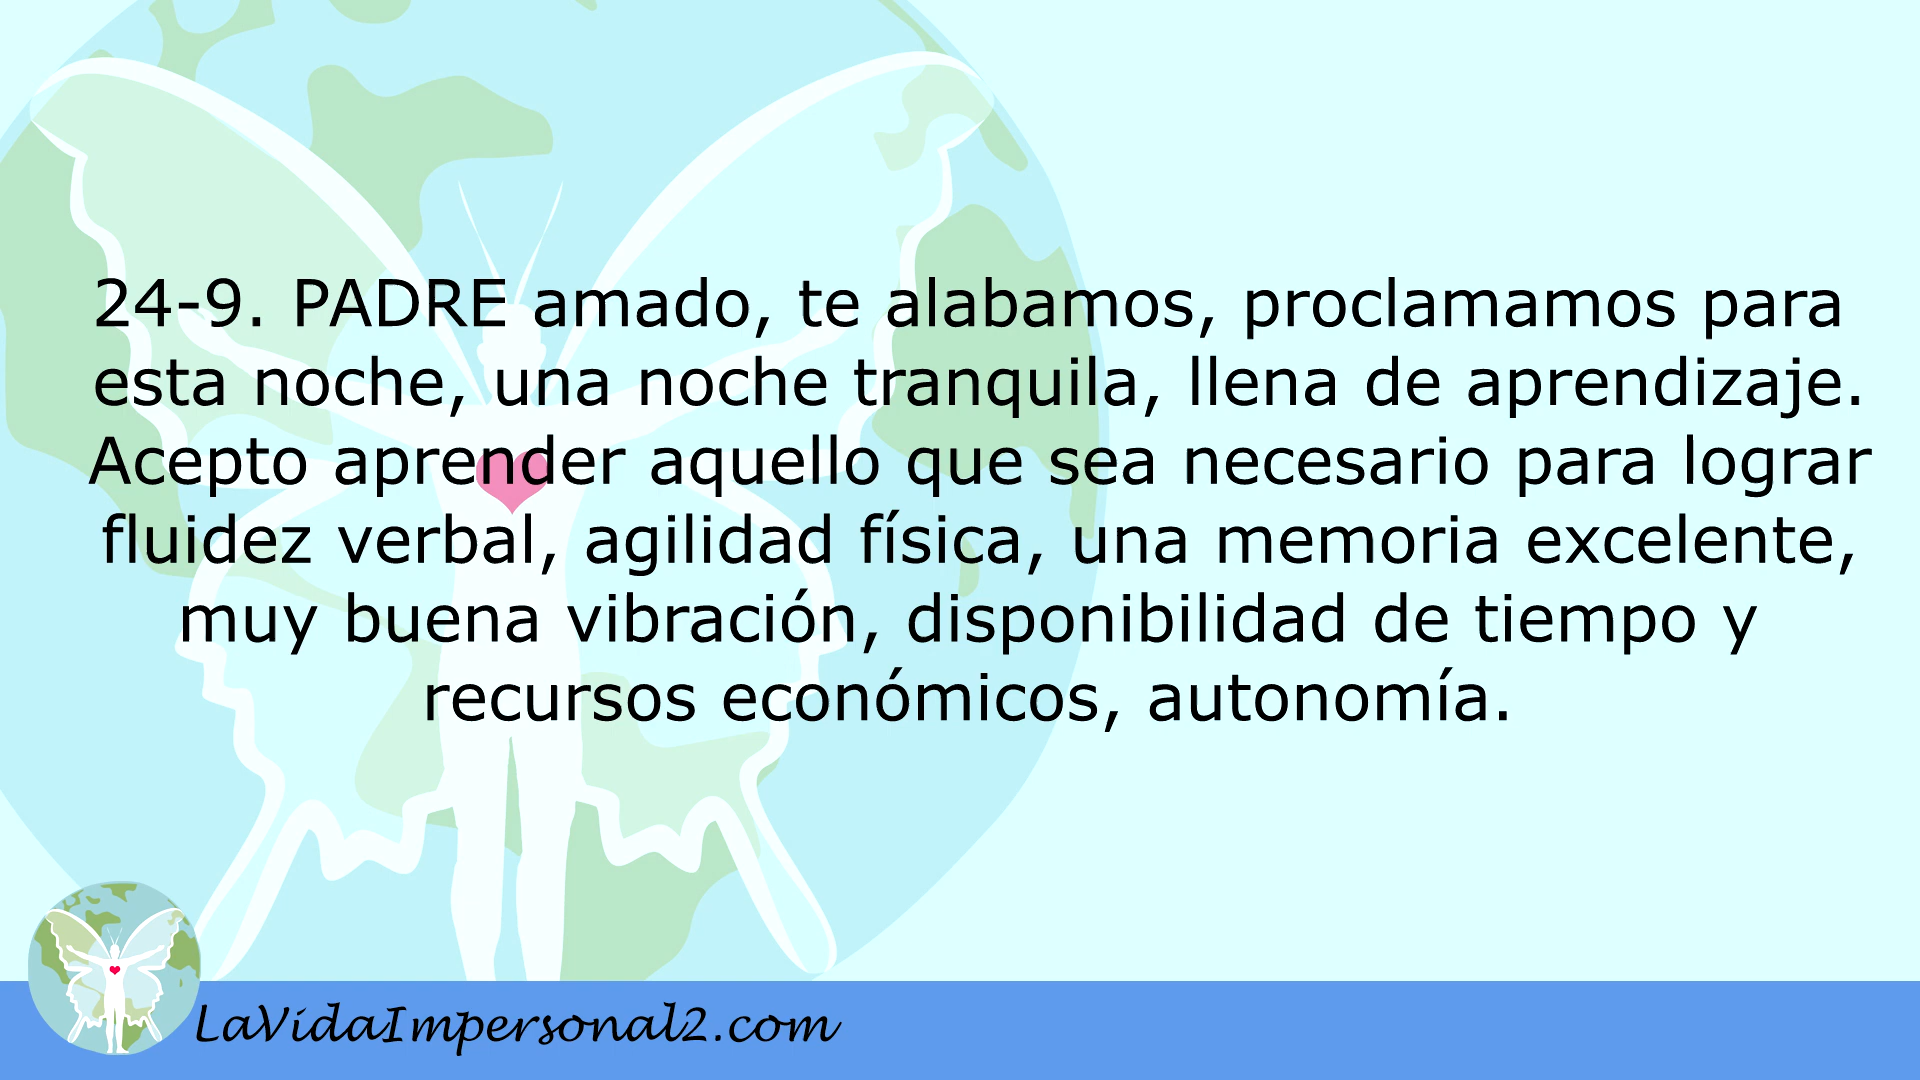 24-9. PADRE amado, te alabamos, proclamamos para
esta noche, una noche tranquila, llena de aprendizaje.
Acepto aprender aquello que sea necesario para lograr
fluidez verbal, agilidad física, una memoria excelente,
muy buena vibración, disponibilidad de tiempo y
recursos económicos, autonomía.
LaVidaImpersonal2.com